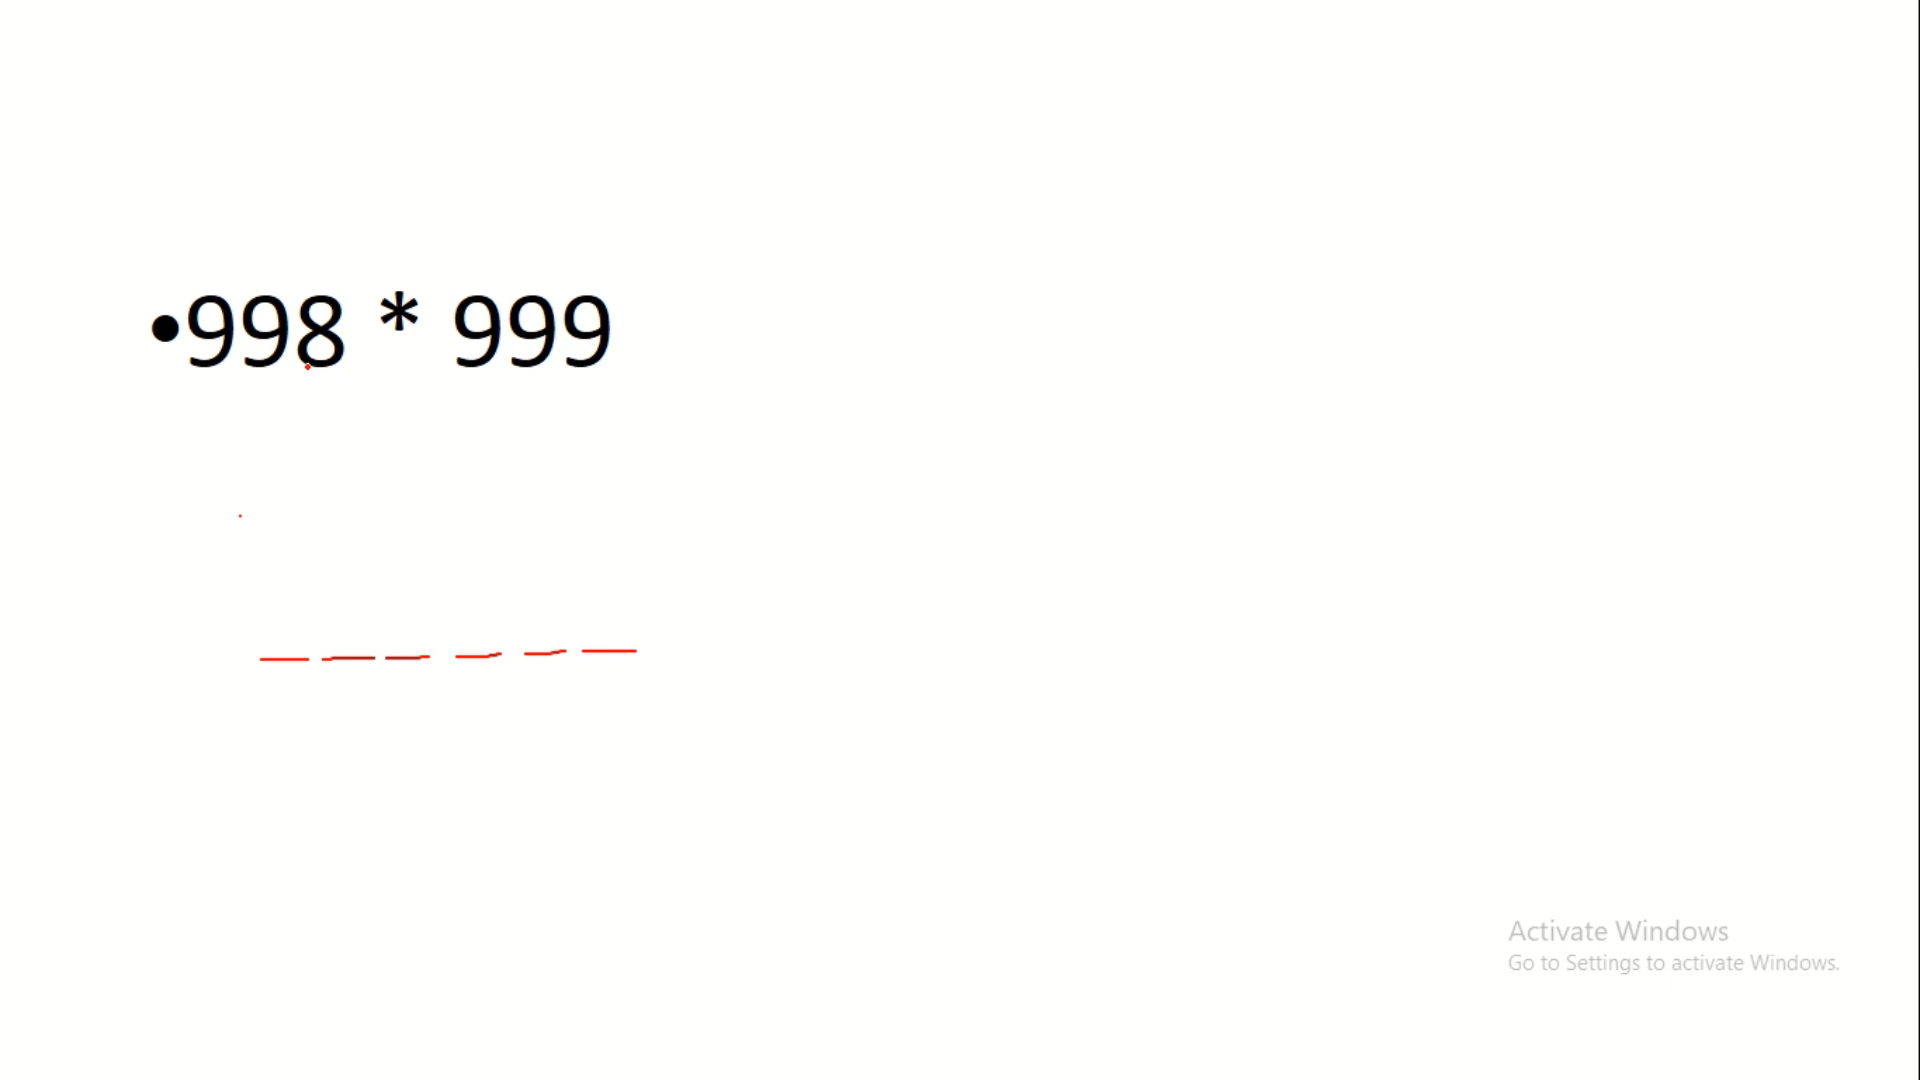 •998 * 999
Activate Windows
Go to Settings to activate Windows.